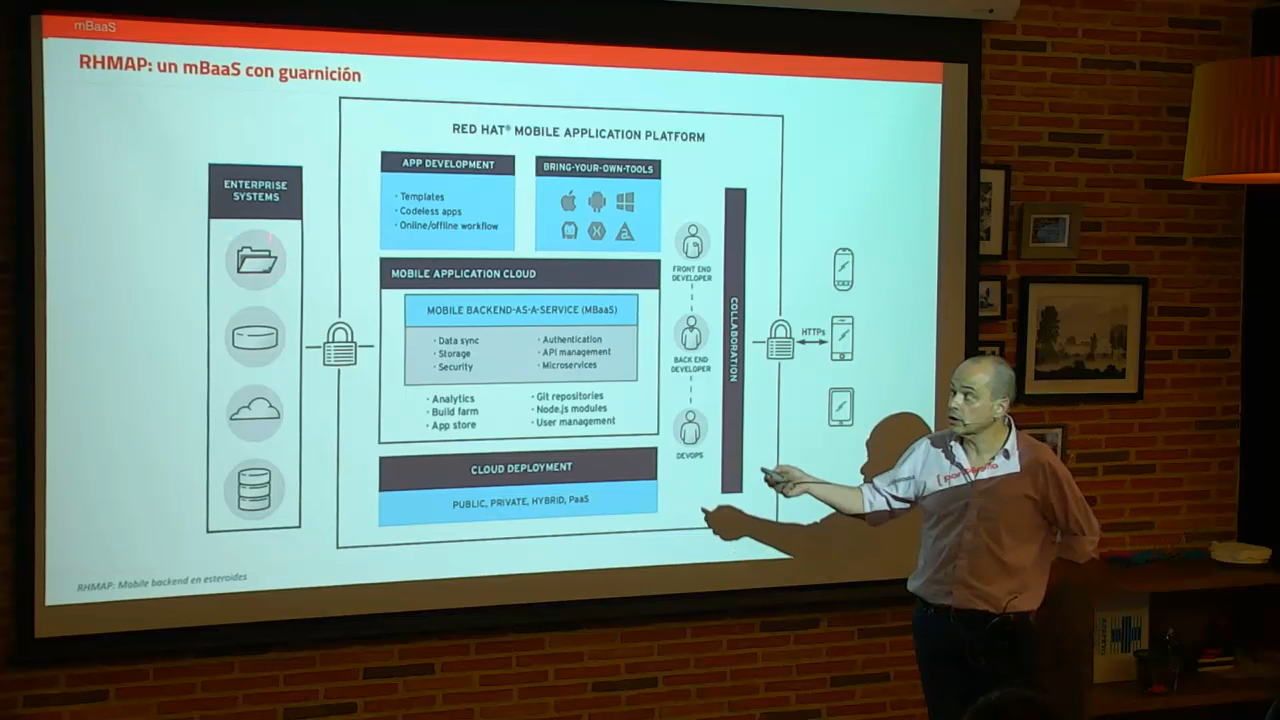 mBaaS
RHMAP: un mBaaS con guarnición
RED HAT® MOBILE APPLICATION PLATFORM
ENTERPRISE
SYSTEMS
APP DEVELOPMENT
· Templates
· Codeless apps
· Online/offline workflow
BRING-YOUR-OWN-TOOLS
MOBILE APPLICATION CLOUD
MOBILE BACKEND-AS-A-SERVICE (MBaaS)
· Data sync
· Storage
· Security
· Authentication
· API management
· Microservices
· Analytics
· Build farm
· App store
· Git repositories
· Node.js modules
· User management
CLOUD DEPLOYMENT
PUBLIC, PRIVATE, HYBRID, PaaS
FRONT END
DEVELOPER
BACK END
DEVELOPER
DEVOPS
COLLABORATION
HTTPs
RHMAP: Mobile backend en esteroides